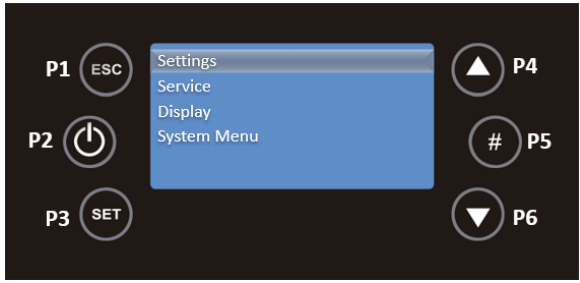 P1 ESC
P2
P3 SET
Settings
Service
Display
System Menu
P4
# P5
P6